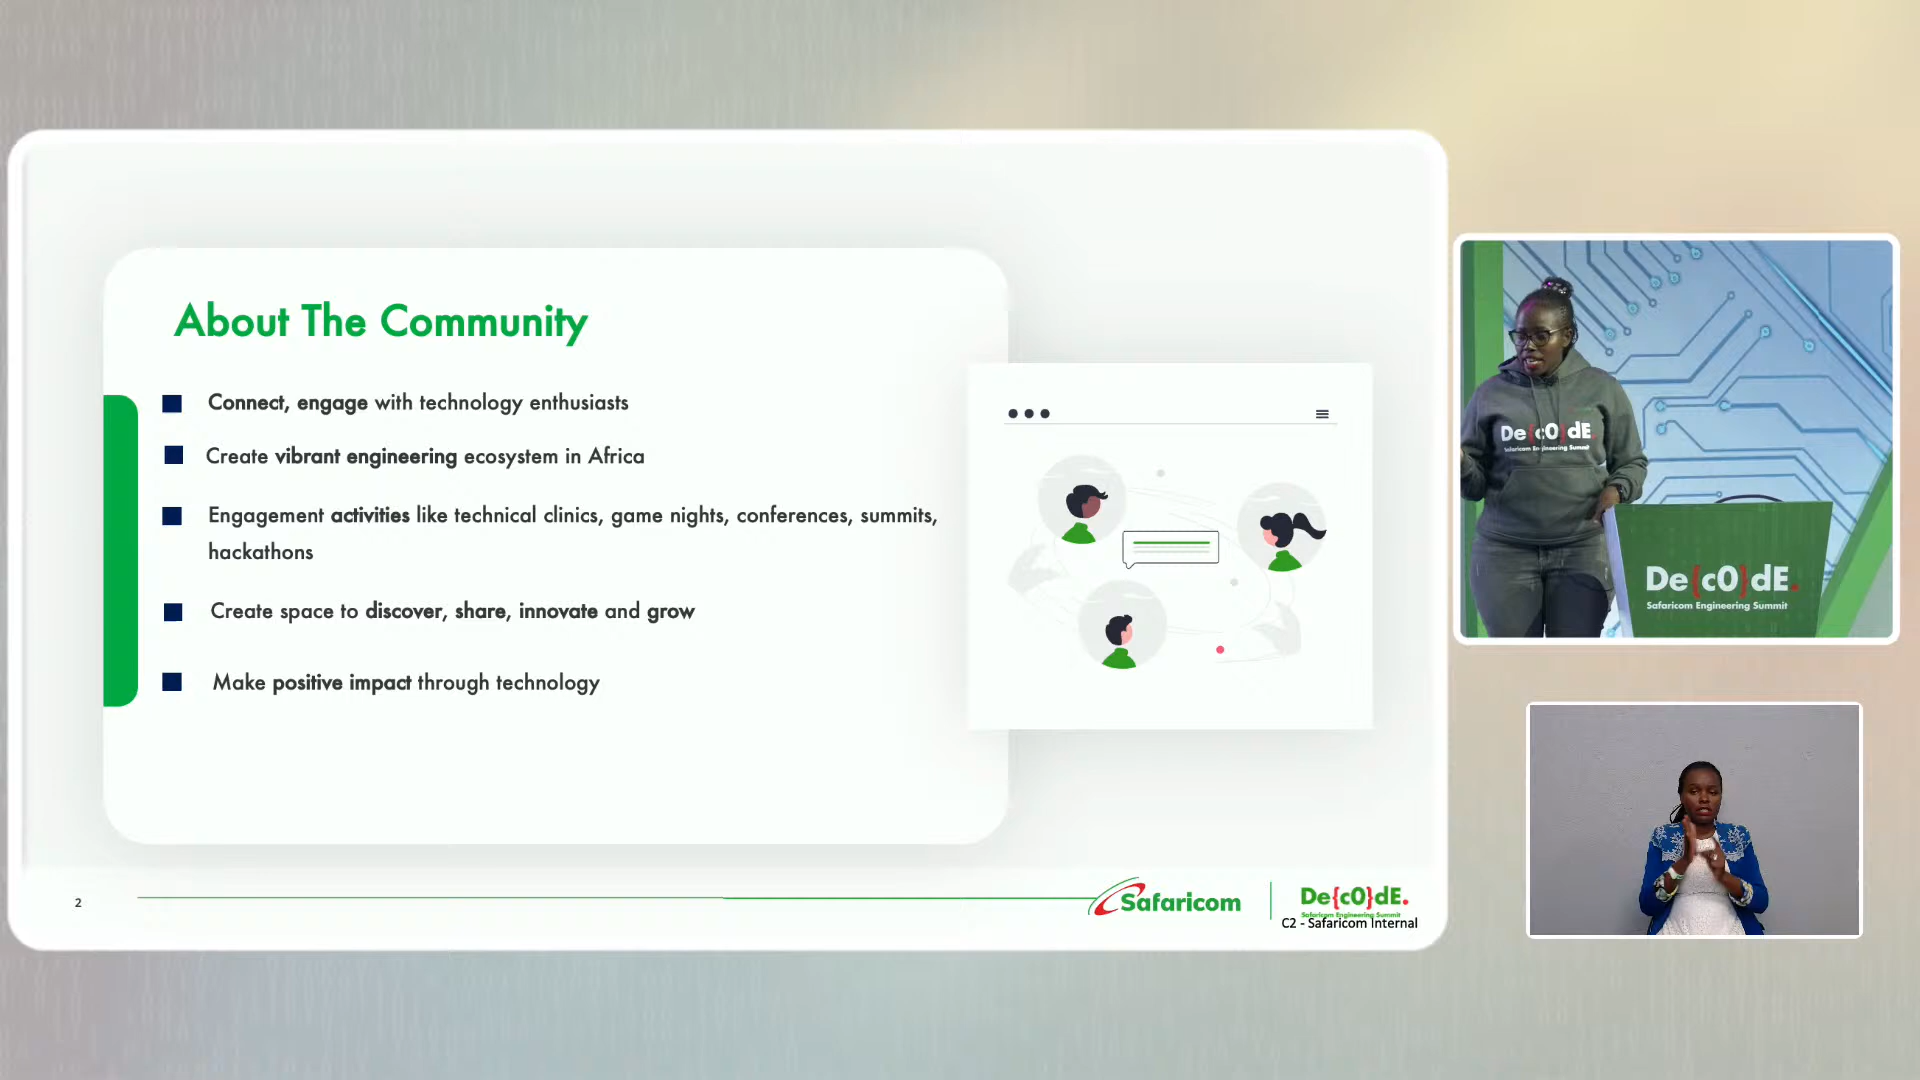 About The Community
Connect, engage with technology enthusiasts
Create vibrant engineering ecosystem in Africa
Engagement activities like technical clinics, game nights, conferences, summits,
hackathons
Create space to discover, share, innovate and grow
Make positive impact through technology
2
Safaricom
De{c0}dE.
Safaricom Engineering Summit
C2 - Safaricom Internal
De{c0}dE.
Safaricom Engineering Summit
De{c0}dE.
Safaricom Engineering Summit